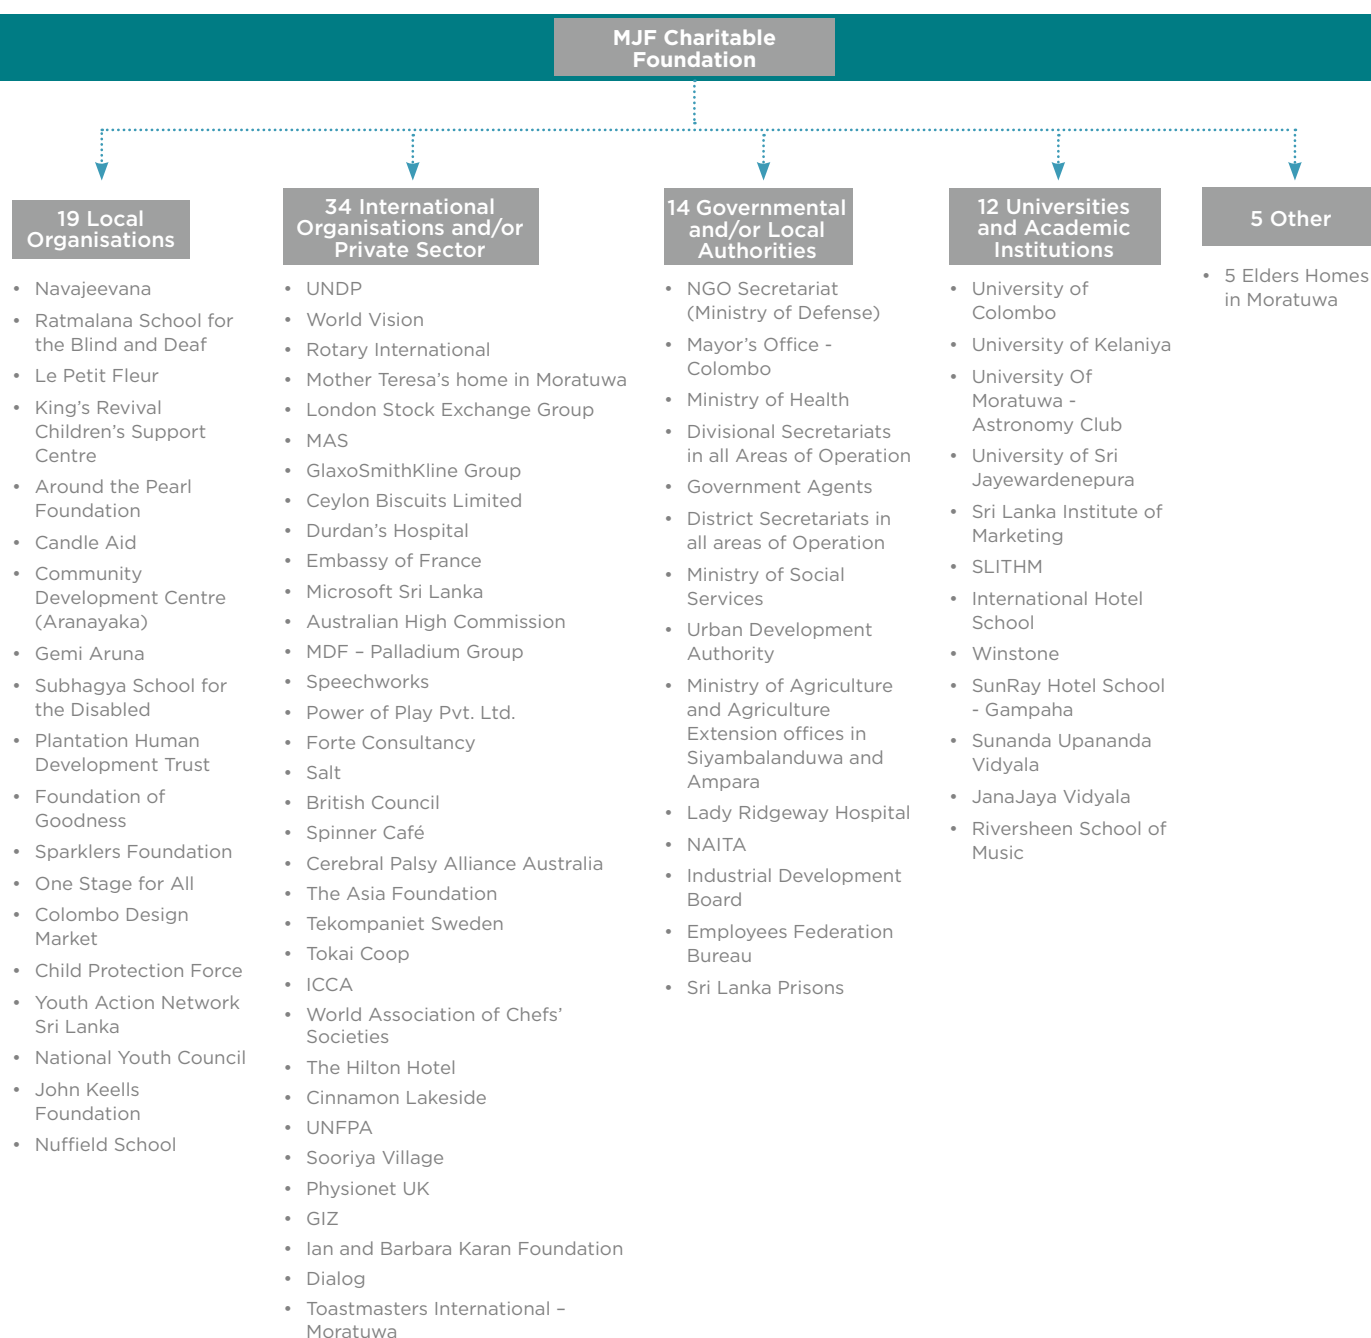 MJF Charitable
Foundation
19 Local
Organisations
• Navajeevana
• Ratmalana School for
the Blind and Deaf
• Le Petit Fleur
• King's Revival
Children's Support
Centre
• Around the Pearl
Foundation
• Candle Aid
• Community
Development Centre
(Aranayaka)
• Gemi Aruna
• Subhagya School for
the Disabled
• Plantation Human
Development Trust
• Foundation of
Goodness
• Sparklers Foundation
• One Stage for All
• Colombo Design
Market
• Child Protection Force
• Youth Action Network
Sri Lanka
• National Youth Council
• John Keells
Foundation
• Nuffield School
34 International
Organisations and/or
Private Sector
• UNDP
• World Vision
• Rotary International
• Mother Teresa's home in Moratuwa
• London Stock Exchange Group
• MAS
• GlaxoSmithKline Group
• Ceylon Biscuits Limited
• Durdan's Hospital
• Embassy of France
• Microsoft Sri Lanka
• Australian High Commission
• MDF – Palladium Group
• Speechworks
• Power of Play Pvt. Ltd.
• Forte Consultancy
• Salt
• British Council
• Spinner Café
• Cerebral Palsy Alliance Australia
• The Asia Foundation
• Tekompaniet Sweden
• Tokai Coop
• ICCA
• World Association of Chefs'
Societies
• The Hilton Hotel
• Cinnamon Lakeside
• UNFPA
• Sooriya Village
• Physionet UK
• GIZ
• Ian and Barbara Karan Foundation
• Dialog
• Toastmasters International –
Moratuwa
14 Governmental
and/or Local
Authorities
• NGO Secretariat
(Ministry of Defense)
• Mayor's Office -
Colombo
• Ministry of Health
• Divisional Secretariats
in all Areas of Operation
• Government Agents
• District Secretariats in
all areas of Operation
• Ministry of Social
Services
• Urban Development
Authority
• Ministry of Agriculture
and Agriculture
Extension offices in
Siyambalanduwa and
Ampara
• Lady Ridgeway Hospital
• NAITA
• Industrial Development
Board
• Employees Federation
Bureau
• Sri Lanka Prisons
12 Universities
and Academic
Institutions
• University of
Colombo
• University of Kelaniya
• University Of
Moratuwa -
Astronomy Club
• University of Sri
Jayewardenepura
• Sri Lanka Institute of
Marketing
• SLITHM
• International Hotel
School
• Winstone
• SunRay Hotel School
- Gampaha
• Sunanda Upananda
Vidyala
• JanaJaya Vidyala
• Riversheen School of
Music
5 Other
• 5 Elders Homes
in Moratuwa